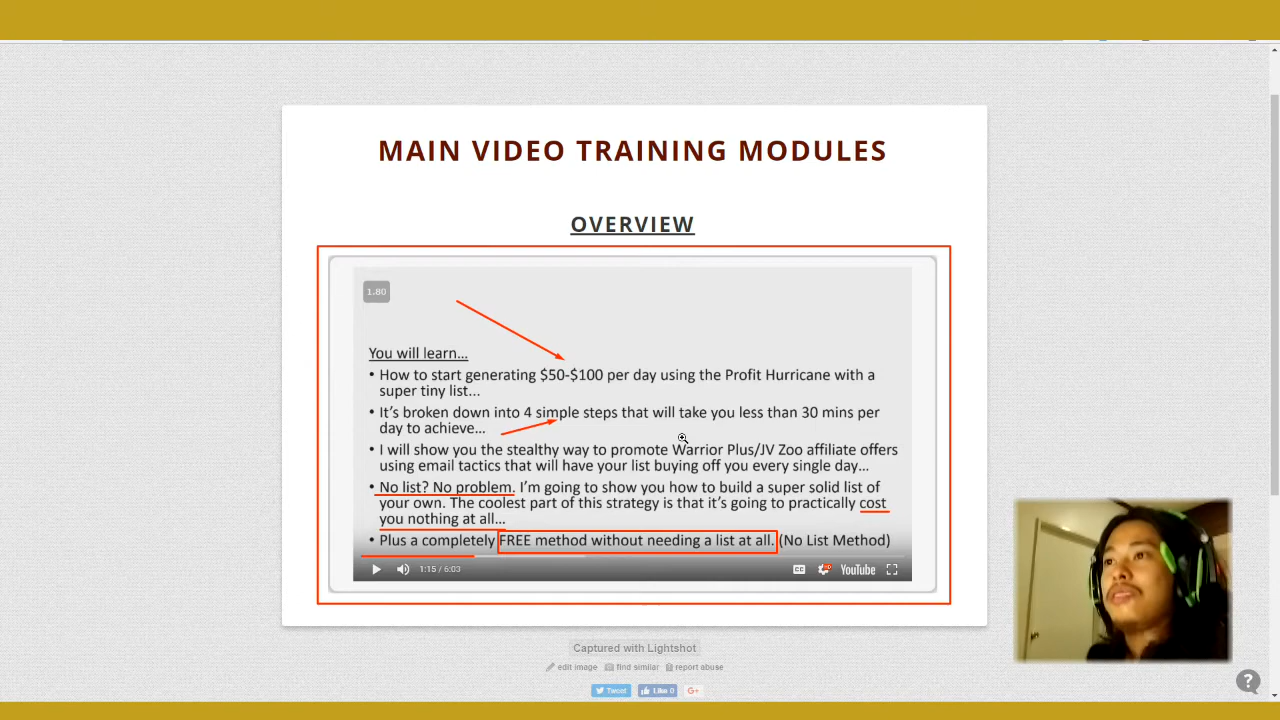 MAIN VIDEO TRAINING MODULES
OVERVIEW
1.80
You will learn...
• How to start generating $50-$100 per day using the Profit Hurricane with a
super tiny list...
• It's broken down into 4 simple steps that will take you less than 30 mins per
day to achieve...
• I will show you the stealthy way to promote Warrior Plus/JV Zoo affiliate offers
using email tactics that will have your list buying off you every single day...
• No list? No problem. I'm going to show you how to build a super solid list of
your own. The coolest part of this strategy is that it's going to practically cost
you nothing at all...
• Plus a completely FREE method without needing a list at all. (No List Method)
1:15 / 6:03
CC
HD
YouTube
Captured with Lightshot
edit image find similar report abuse
Tweet Like 0 G+
?